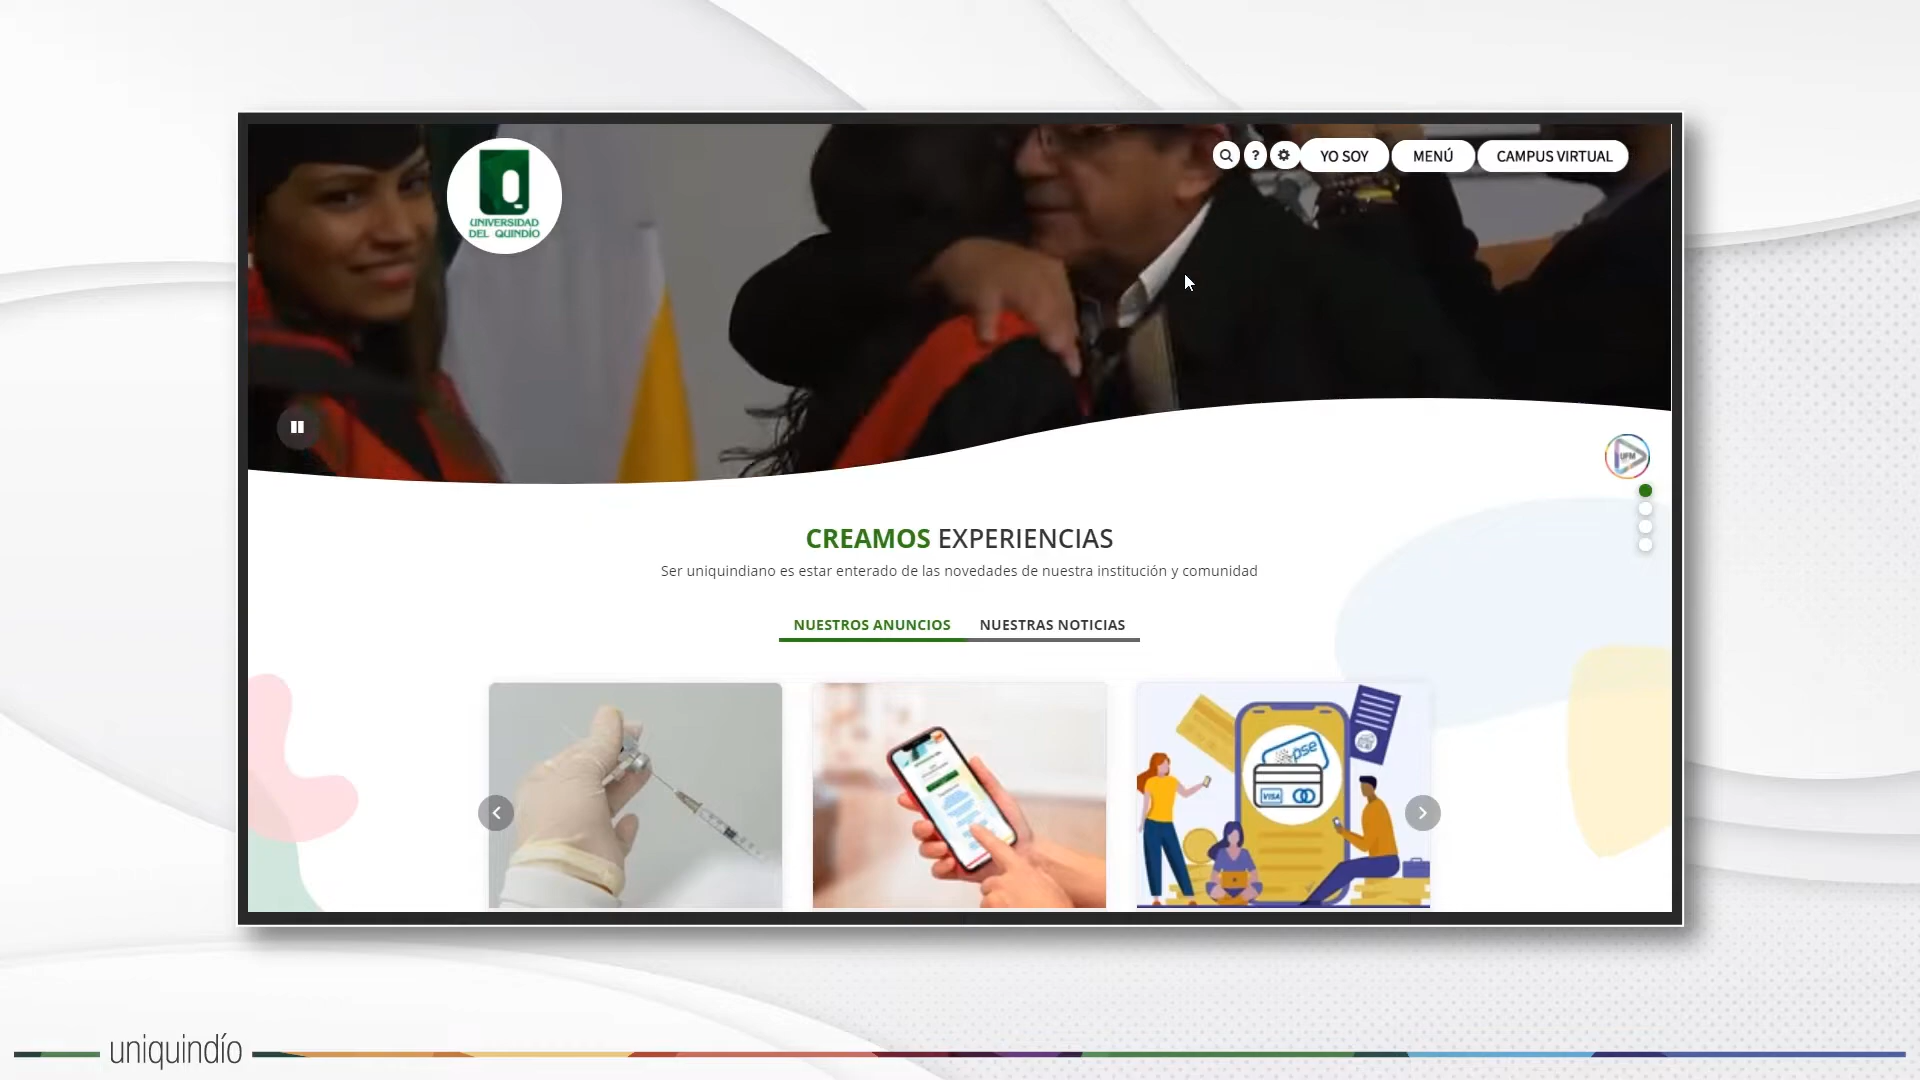 UNIVERSIDAD
DEL QUINDÍO
?
YO SOY
MENÚ
CAMPUS VIRTUAL
UFM
CREAMOS EXPERIENCIAS
Ser uniquindiano es estar enterado de las novedades de nuestra institución y comunidad
NUESTROS ANUNCIOS
NUESTRAS NOTICIAS
pse
VISA
uniquindío